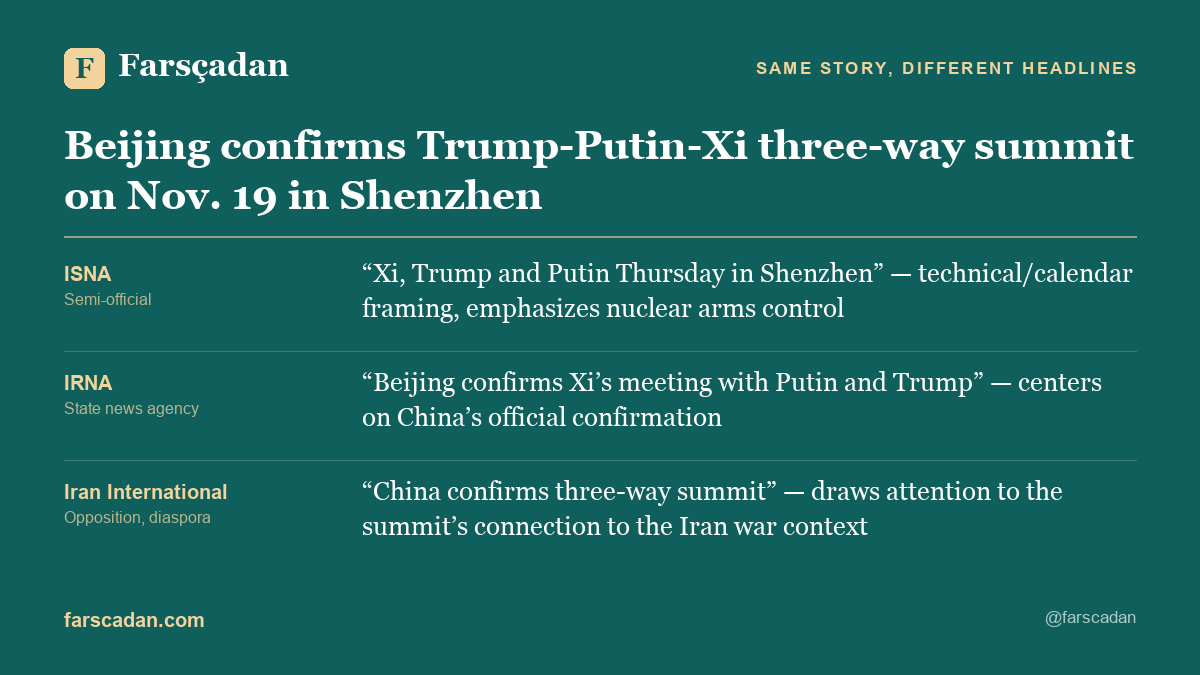 F Farsçadan
SAME STORY, DIFFERENT HEADLINES
Beijing confirms Trump-Putin-Xi three-way summit
on Nov. 19 in Shenzhen
ISNA
Semi-official
“Xi, Trump and Putin Thursday in Shenzhen” — technical/calendar
framing, emphasizes nuclear arms control
IRNA
State news agency
“Beijing confirms Xi’s meeting with Putin and Trump” — centers
on China’s official confirmation
Iran International
Opposition, diaspora
“China confirms three-way summit” — draws attention to the
summit’s connection to the Iran war context
farscadan.com
@farscadan